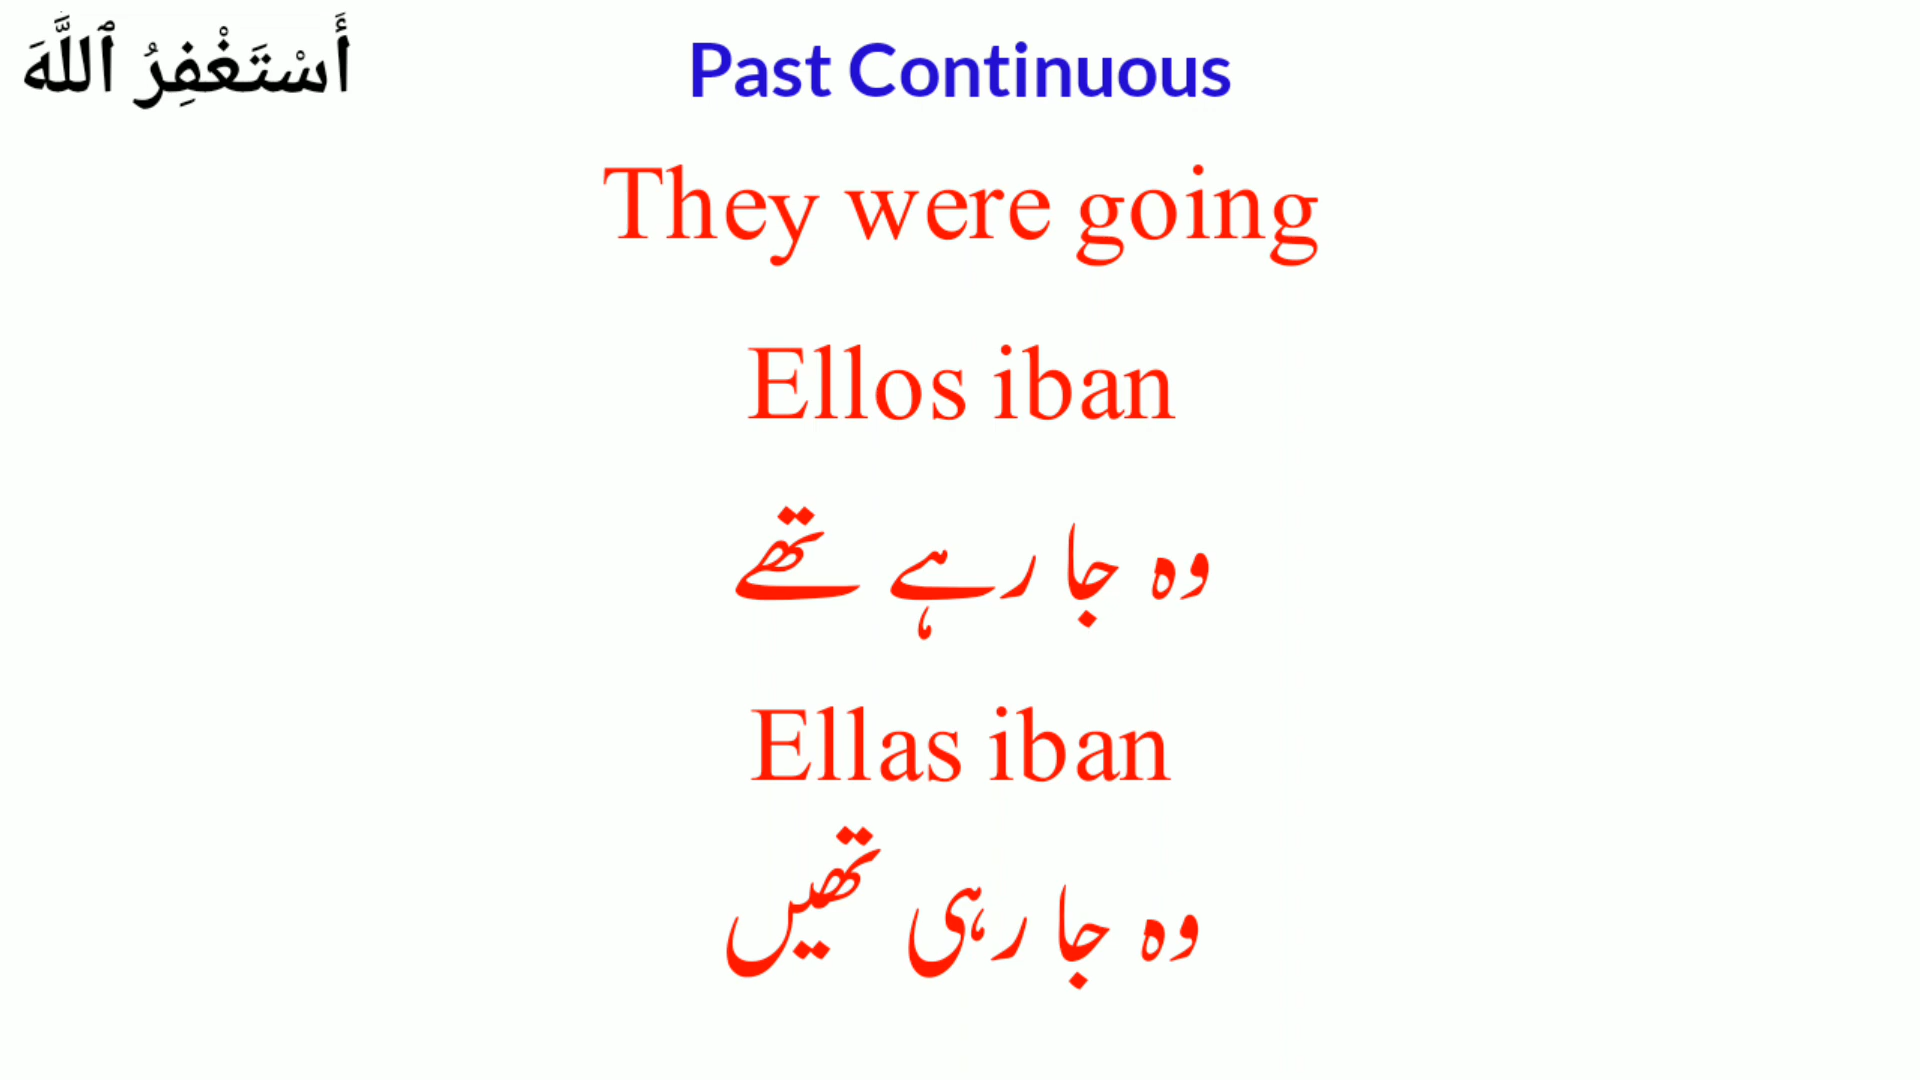 أَسْتَغْفِرُ ٱللَّهَ
Past Continuous
They were going
Ellos iban
وہ جا رہے تھے
Ellas iban
وہ جا رہی تھیں